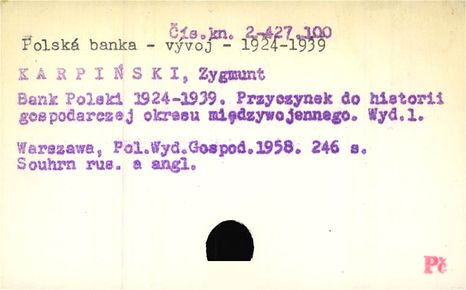 Čís.kn. 2-427.100
Polská banka - vývoj - 1924-1939
KARPIŃSKI, Zygmunt
Bank Polski 1924-1939. Przyczynek do historii
gospodarczej okresu międzywojennego. Wyd.1.
Warszawa, Pol.Wyd.Gospod.1958. 246 s.
Souhrn rus. a angl.
Pč